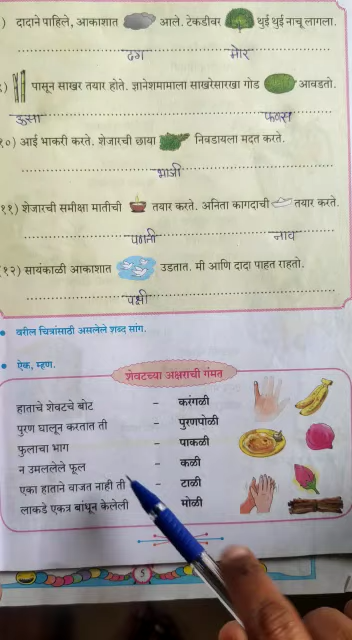 ) दादाने पाहिले, आकाशात आले. टेकडीवर थुई थुई नाचू लागला.
ढग मोर
) पासून साखर तयार होते. ज्ञानेशमामाला साखरेसारखा गोड आवडतो.
ऊसा फणस
१०) आई भाकरी करते. शेजारची छाया निवडायला मदत करते.
भाजी
११) शेजारची समीक्षा मातीची तयार करते. अनिता कागदाची तयार करते.
पणती नाव
(१२) सायंकाळी आकाशात उडतात. मी आणि दादा पाहत राहतो.
पक्षी
• वरील चित्रांसाठी असलेले शब्द सांग.
• ऐक, म्हण.
शेवटच्या अक्षराची गंमत
हाताचे शेवटचे बोट - करंगळी
पुरण घालून करतात ती - पुरणपोळी
फुलाचा भाग - पाकळी
न उमललेले फूल - कळी
एका हाताने वाजत नाही ती - टाळी
लाकडे एकत्र बांधून केलेली - मोळी
5